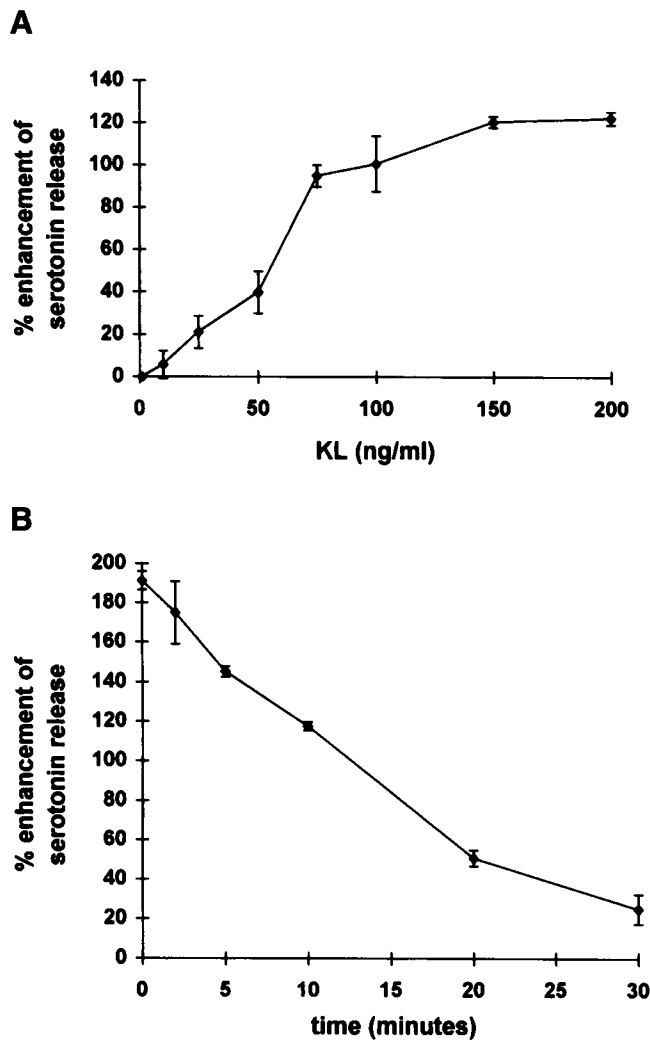 A
% enhancement of
serotonin release
140
120
100
80
60
40
20
0
0 50 100 150 200
KL (ng/ml)
B
% enhancement of
serotonin release
200
180
160
140
120
100
80
60
40
20
0
0 5 10 15 20 25 30
time (minutes)